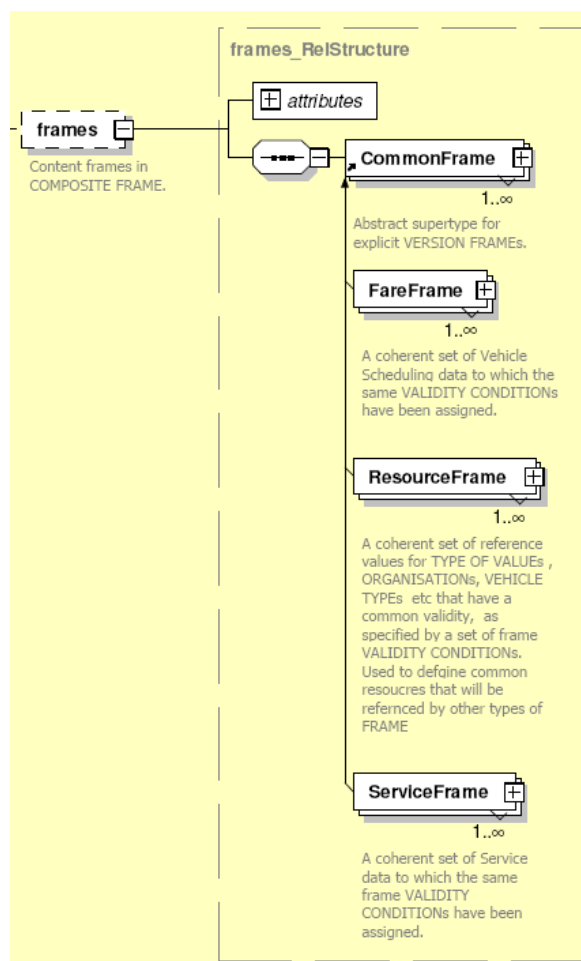 frames_RelStructure
attributes
frames
Content frames in
COMPOSITE FRAME.
CommonFrame
1..∞
Abstract supertype for
explicit VERSION FRAMEs.
FareFrame
1..∞
A coherent set of Vehicle
Scheduling data to which the
same VALIDITY CONDITIONs
have been assigned.
ResourceFrame
1..∞
A coherent set of reference
values for TYPE OF VALUEs ,
ORGANISATIONs, VEHICLE
TYPEs etc that have a
common validity, as
specified by a set of frame
VALIDITY CONDITIONs.
Used to defgine common
resoucres that will be
refernced by other types of
FRAME
ServiceFrame
1..∞
A coherent set of Service
data to which the same
frame VALIDITY
CONDITIONs have been
assigned.